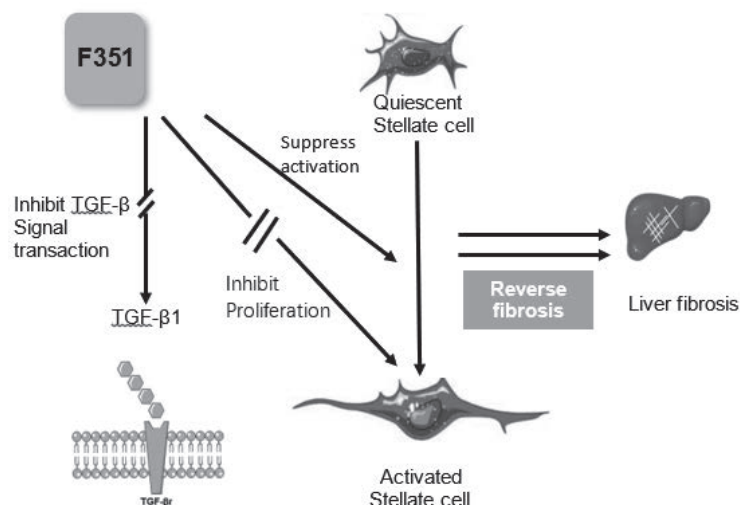 F351
Quiescent
Stellate cell
Suppress
activation
Inhibit TGF-β
Signal
transaction
Inhibit
Proliferation
Reverse
fibrosis
Liver fibrosis
TGF-β1
TGF-βr
Activated
Stellate cell